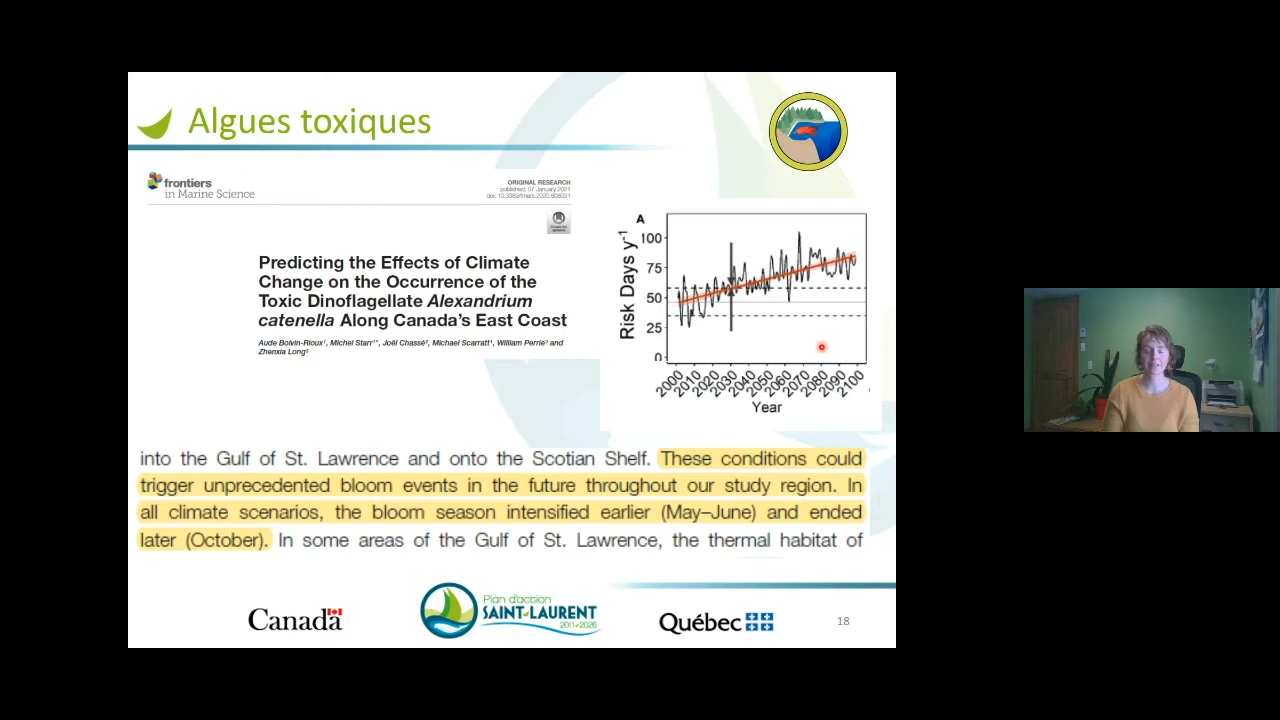 Algues toxiques
frontiers
in Marine Science
ORIGINAL RESEARCH
published: 07 January 2021
doi: 10.3389/fmars.2020.608021
Check for
updates
Predicting the Effects of Climate
Change on the Occurrence of the
Toxic Dinoflagellate Alexandrium
catenella Along Canada's East Coast
Aude Boivin-Rioux¹, Michel Starr¹*, Joël Chassé², Michael Scarratt¹, William Perrie³ and
Zhenxia Long³
A
Risk Days y-1
100
75
50
25
0
2000
2010
2020
2030
2040
2050
2060
2070
2080
2090
2100
Year
into the Gulf of St. Lawrence and onto the Scotian Shelf. These conditions could
trigger unprecedented bloom events in the future throughout our study region. In
all climate scenarios, the bloom season intensified earlier (May–June) and ended
later (October). In some areas of the Gulf of St. Lawrence, the thermal habitat of
Canada
Plan d'action
SAINT-LAURENT
2011-2026
Québec
18